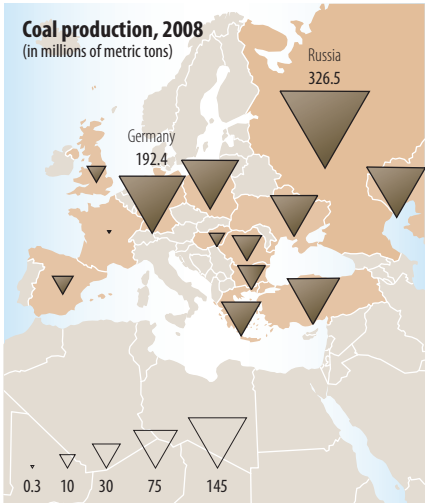 Coal production, 2008
(in millions of metric tons)
Russia
326.5
Germany
192.4
0.3 10 30 75 145